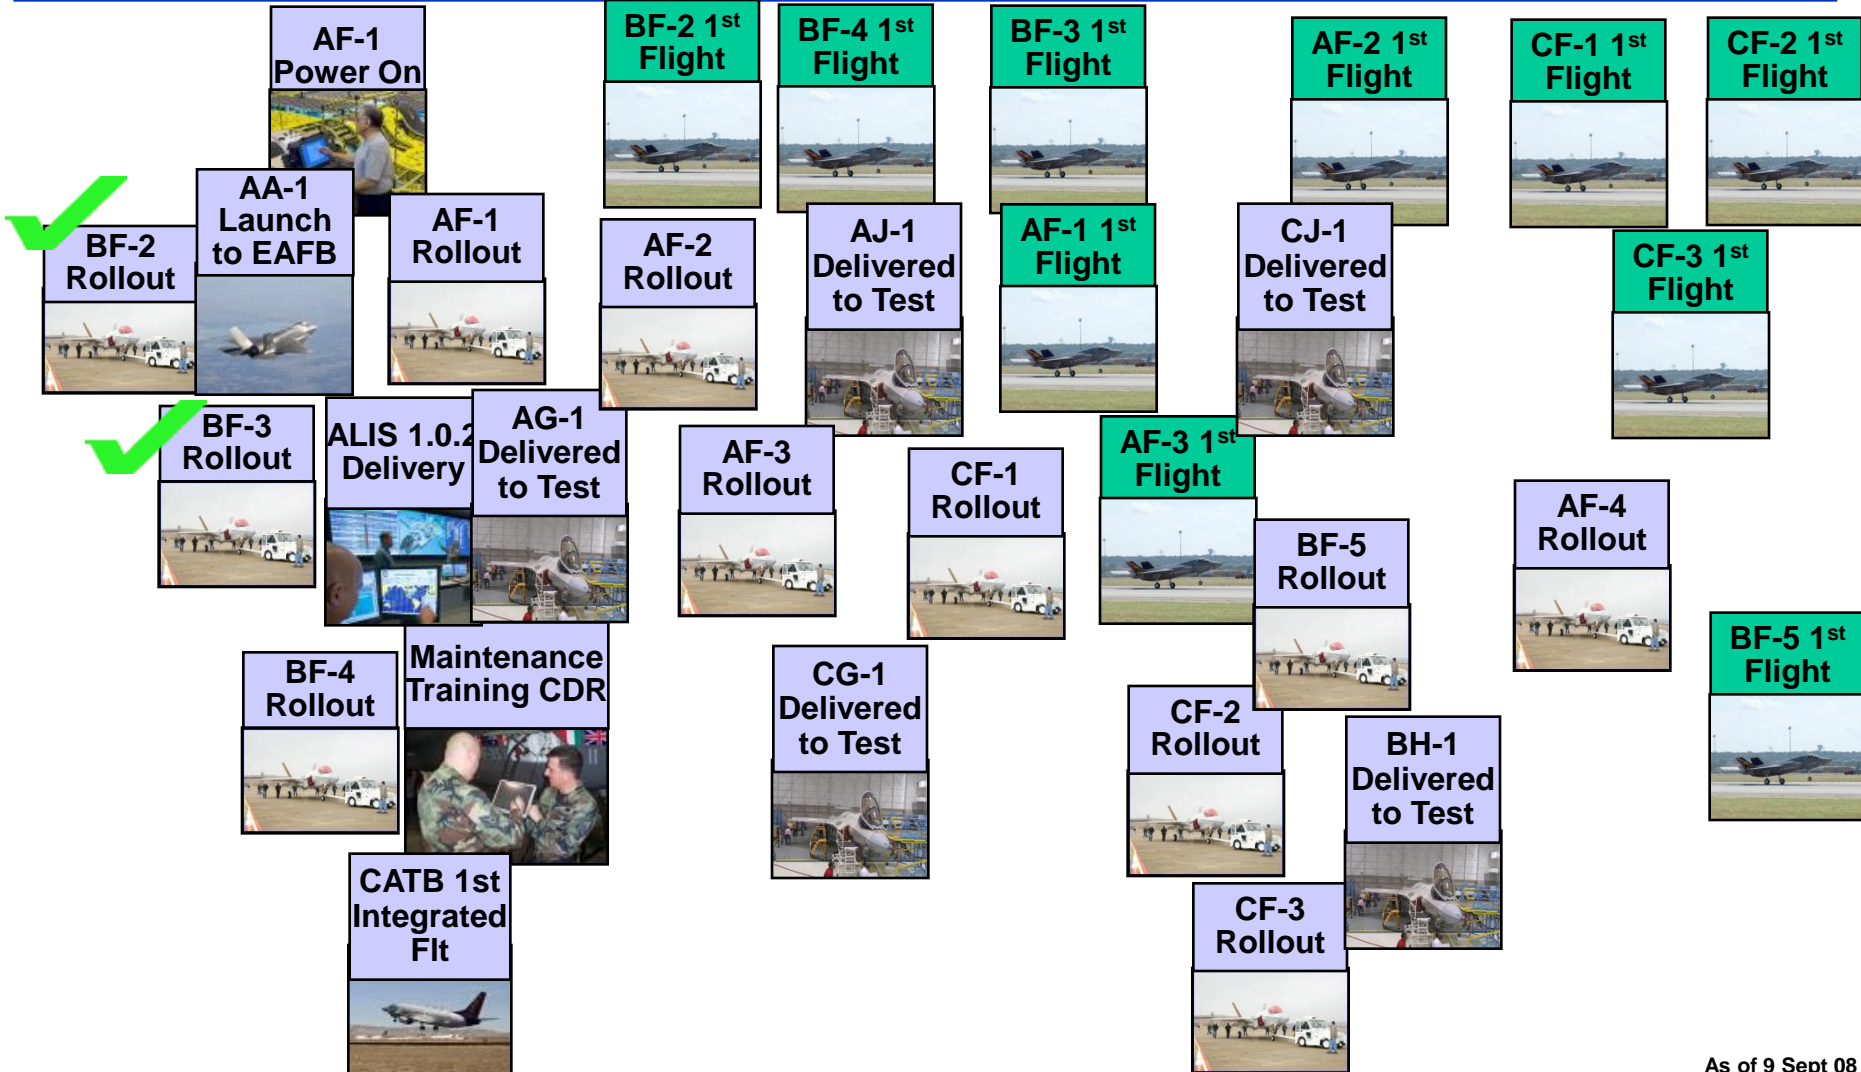 AF-1
Power On
BF-2 1st
Flight
BF-4 1st
Flight
BF-3 1st
Flight
AF-2 1st
Flight
CF-1 1st
Flight
CF-2 1st
Flight
BF-2
Rollout
AA-1
Launch
to EAFB
AF-1
Rollout
AF-2
Rollout
AJ-1
Delivered
to Test
AF-1 1st
Flight
CJ-1
Delivered
to Test
CF-3 1st
Flight
BF-3
Rollout
ALIS 1.0.2
Delivery
AG-1
Delivered
to Test
AF-3
Rollout
CF-1
Rollout
AF-3 1st
Flight
BF-5
Rollout
AF-4
Rollout
BF-4
Rollout
Maintenance
Training CDR
CG-1
Delivered
to Test
CF-2
Rollout
BH-1
Delivered
to Test
BF-5 1st
Flight
CATB 1st
Integrated
Flt
CF-3
Rollout
As of 9 Sept 08